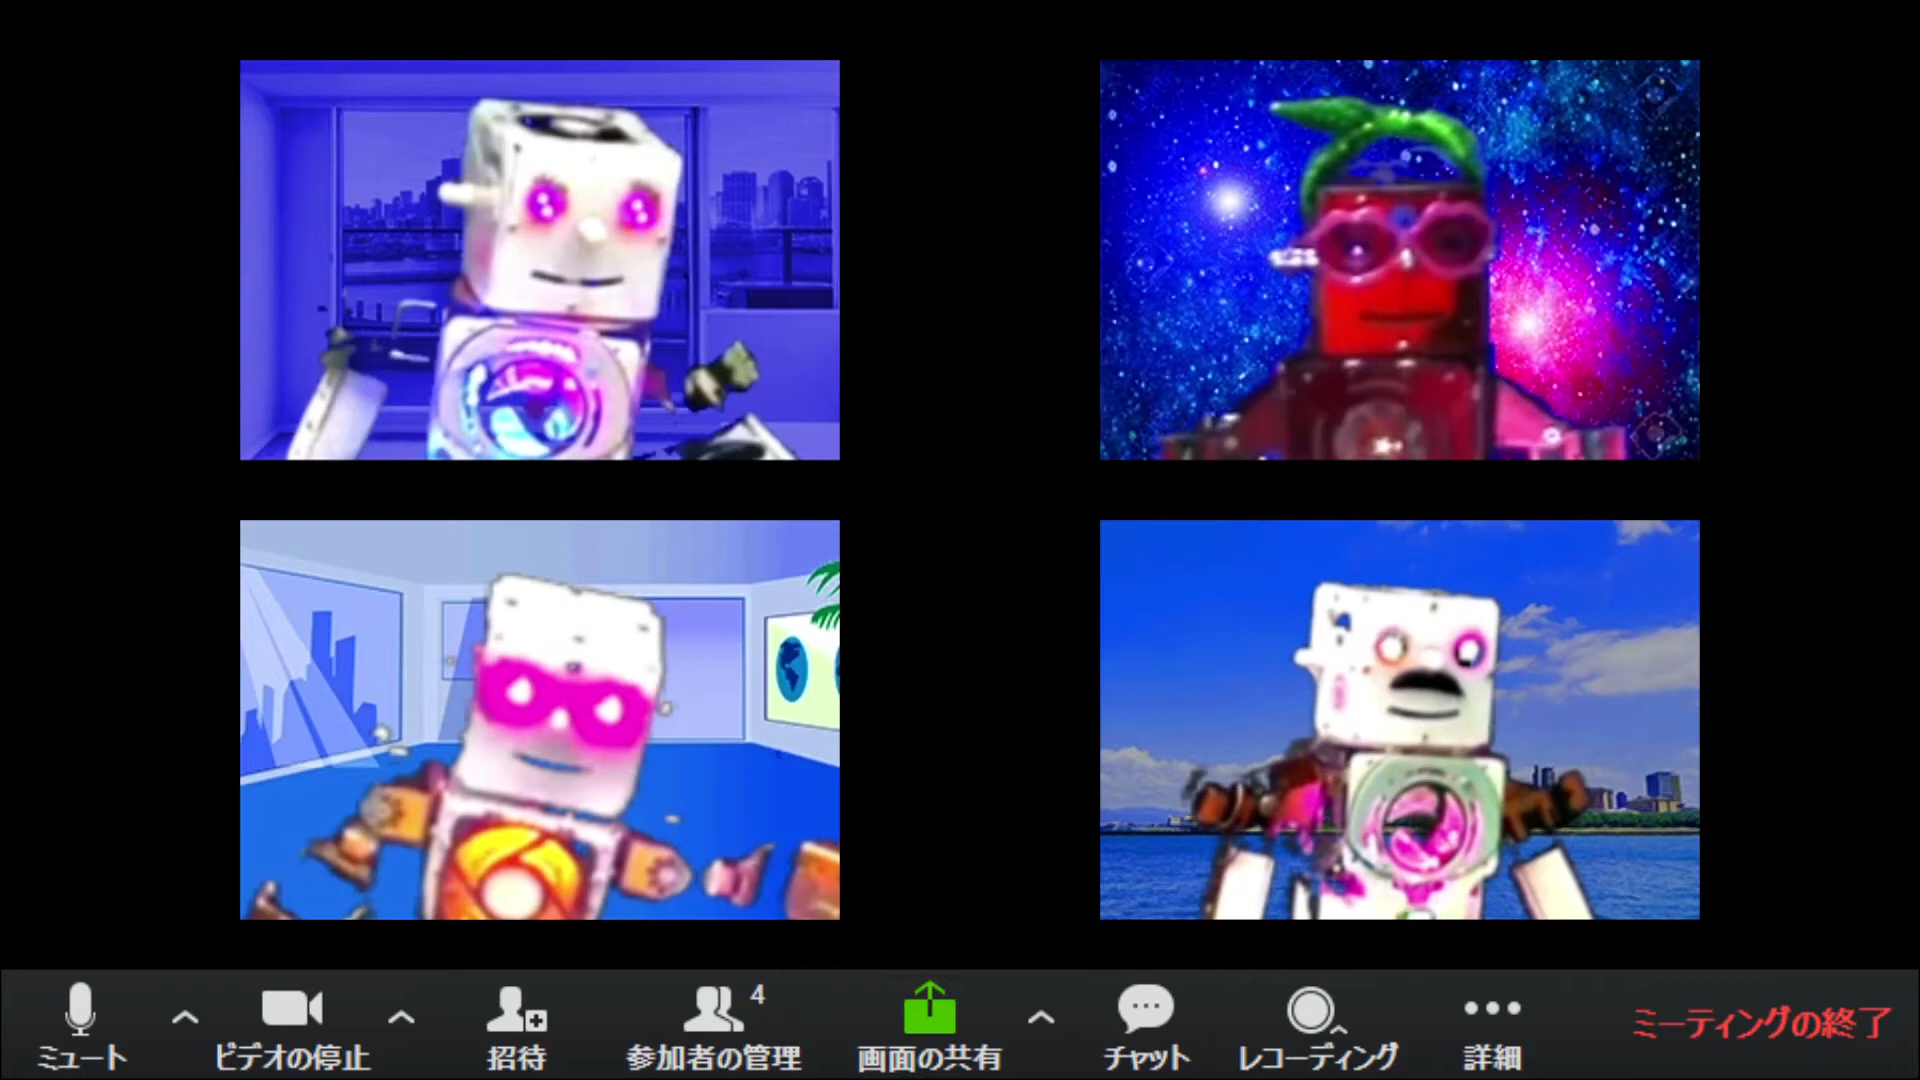 4
ミュート
ビデオの停止
招待
参加者の管理
画面の共有
チャット
レコーディング
詳細
ミーティングの終了